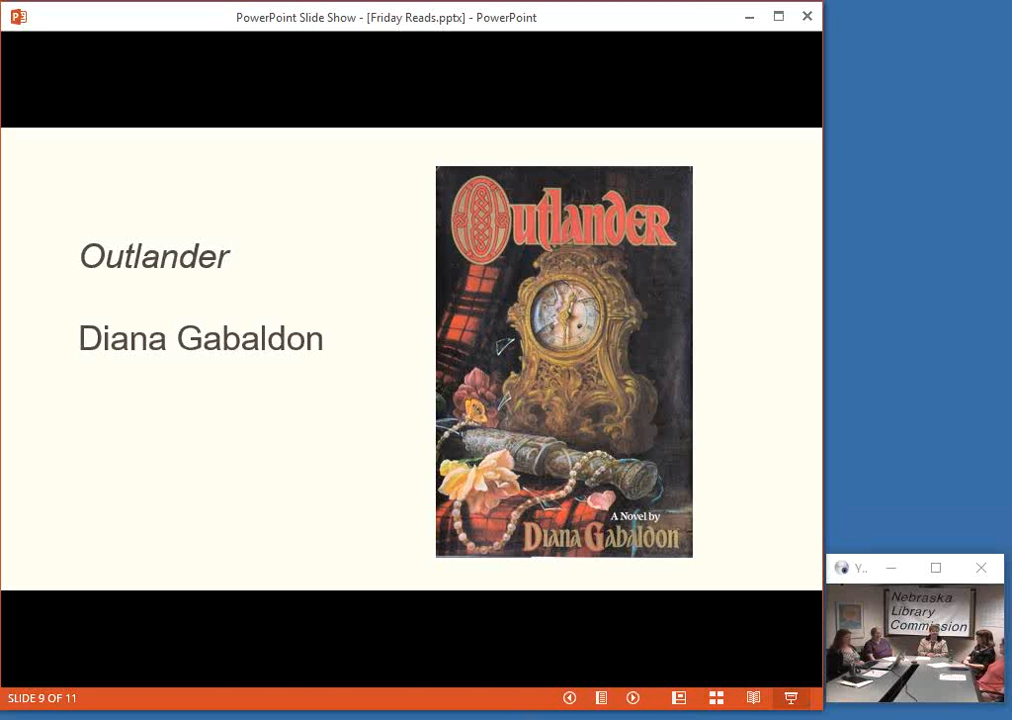 PowerPoint Slide Show - [Friday Reads.pptx] - PowerPoint
Outlander
Diana Gabaldon
Outlander
A Novel by
Diana Gabaldon
Y..
Nebraska
Library
Commission
SLIDE 9 OF 11